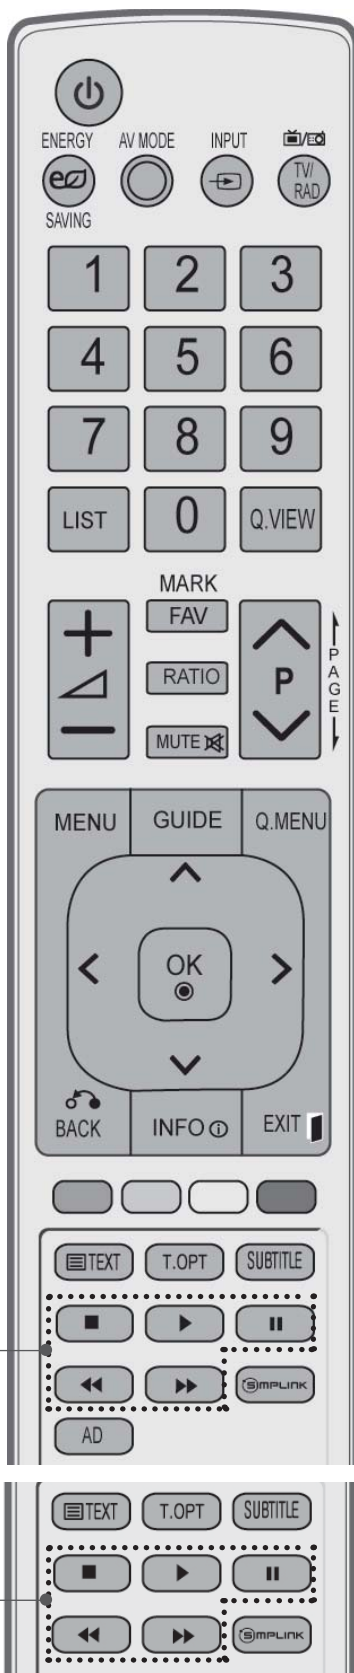 ENERGY AV MODE INPUT
TV/
RAD
SAVING
1 2 3
4 5 6
7 8 9
LIST 0 Q.VIEW
MARK
FAV
RATIO
P
PAGE
MUTE
MENU GUIDE Q.MENU
OK
BACK INFO EXIT
TEXT T.OPT SUBTITLE
SIMPLINK
AD
TEXT T.OPT SUBTITLE
SIMPLINK